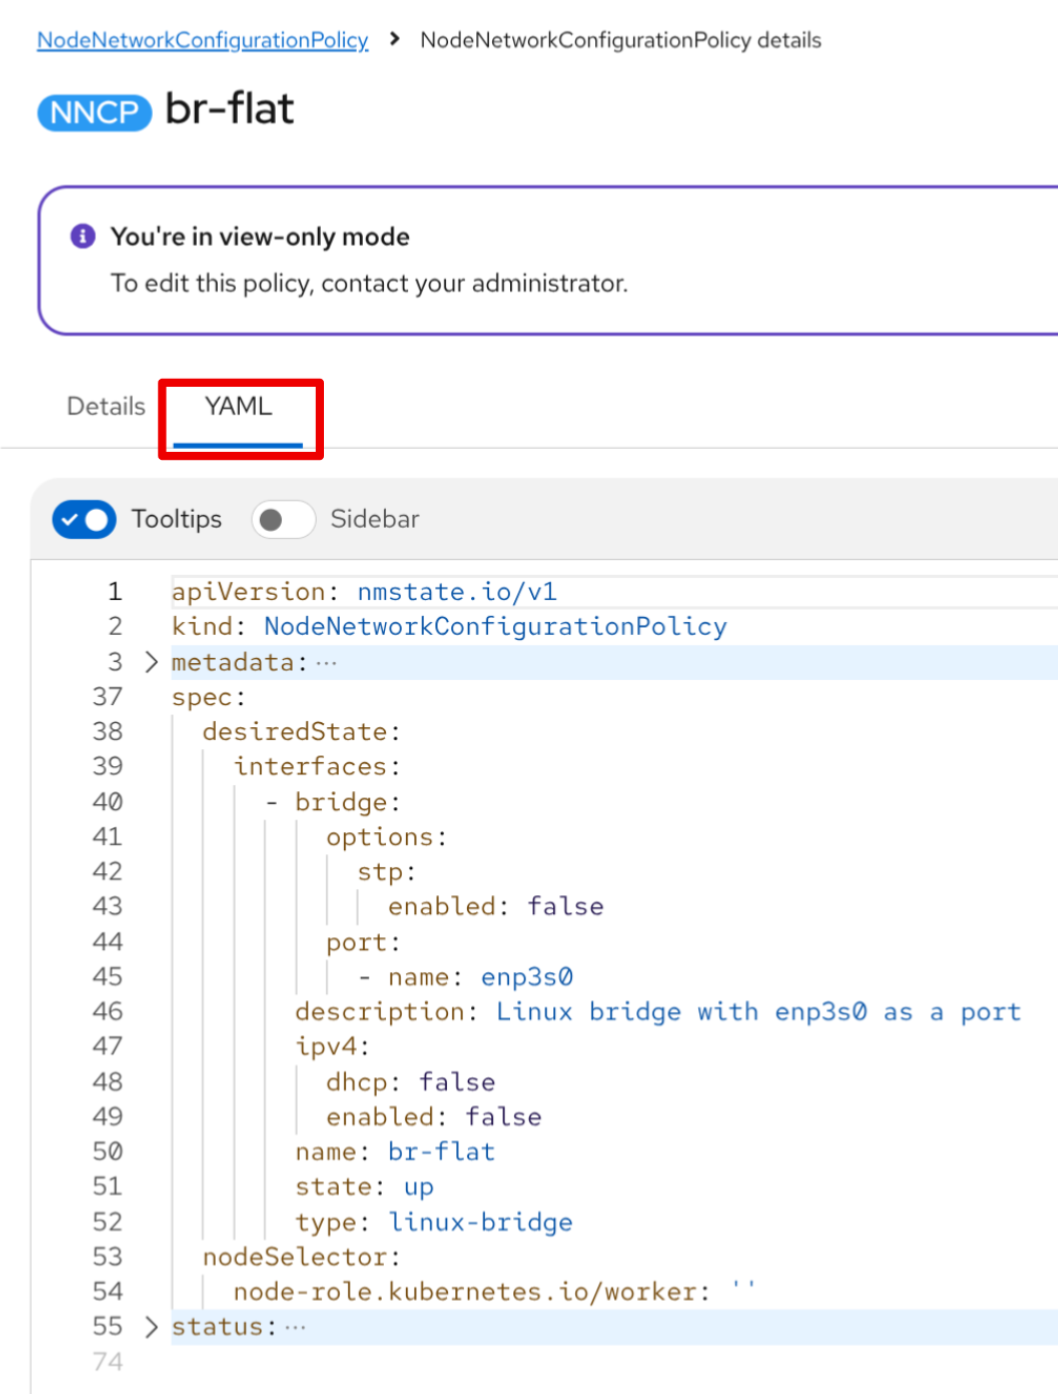 NodeNetworkConfigurationPolicy > NodeNetworkConfigurationPolicy details
NNCP br-flat
You're in view-only mode
To edit this policy, contact your administrator.
Details YAML
Tooltips Sidebar
1 apiVersion: nmstate.io/v1
2 kind: NodeNetworkConfigurationPolicy
3 > metadata: ...
37 spec:
38   desiredState:
39     interfaces:
40       - bridge:
41           options:
42             stp:
43               enabled: false
44           port:
45             - name: enp3s0
46         description: Linux bridge with enp3s0 as a port
47         ipv4:
48           dhcp: false
49           enabled: false
50         name: br-flat
51         state: up
52         type: linux-bridge
53   nodeSelector:
54     node-role.kubernetes.io/worker: ''
55 > status: ...
74